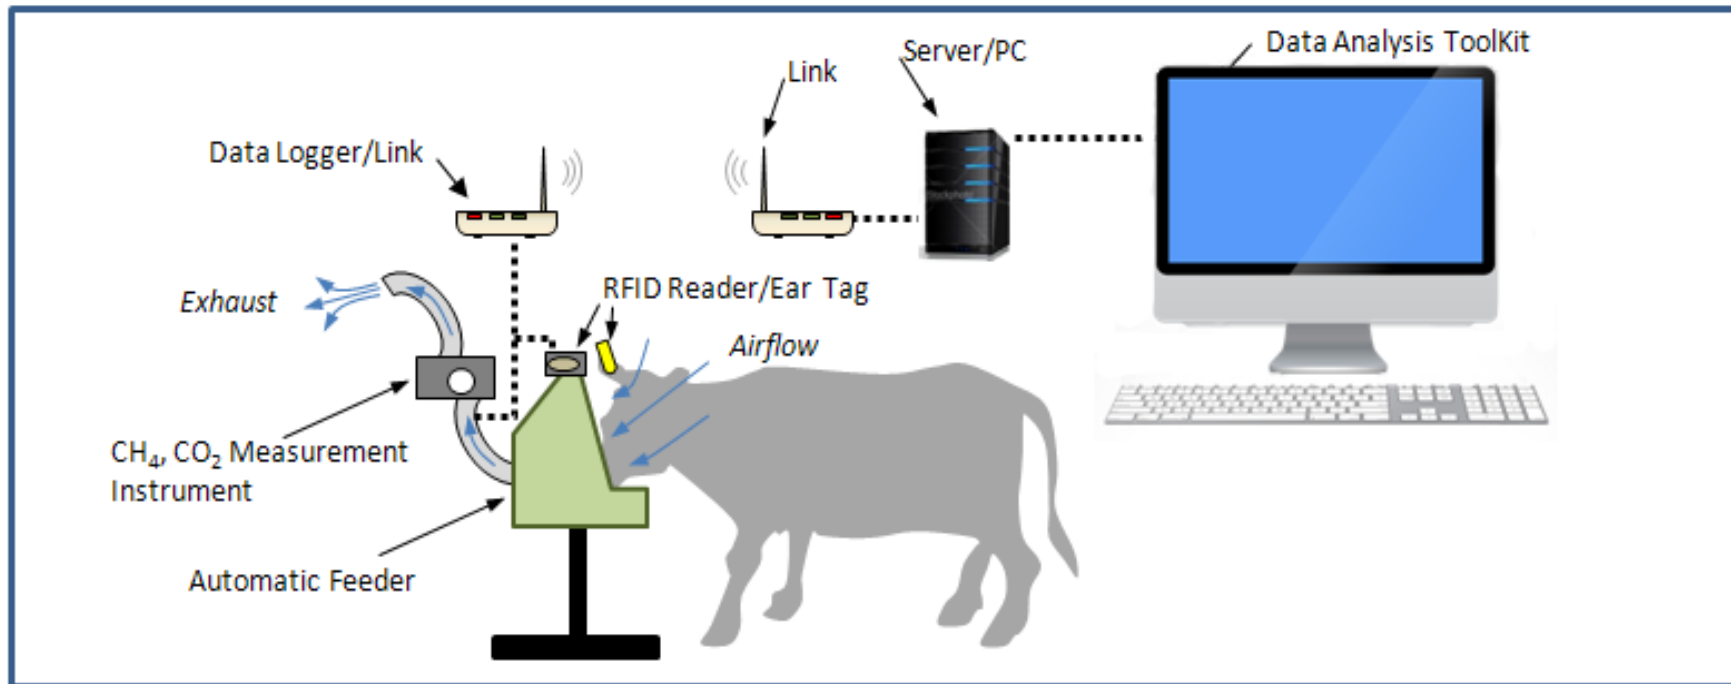 Data Analysis ToolKit
Server/PC
Link
Data Logger/Link
RFID Reader/Ear Tag
Exhaust
Airflow
CH₄, CO₂ Measurement
Instrument
Automatic Feeder